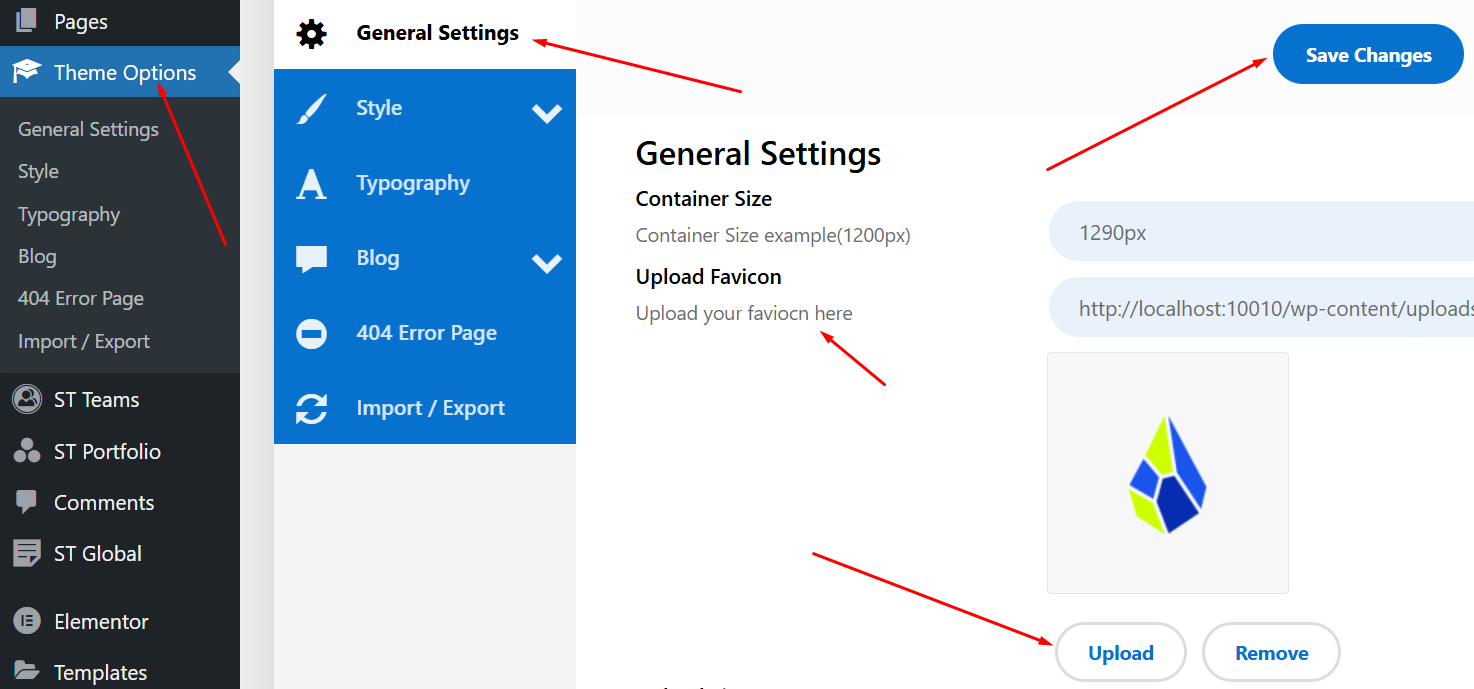 Pages
Theme Options
General Settings
Style
Typography
Blog
404 Error Page
Import / Export
ST Teams
ST Portfolio
Comments
ST Global
Elementor
Templates
General Settings
Style
Typography
Blog
404 Error Page
Import / Export
Save Changes
General Settings
Container Size
Container Size example(1200px)
1290px
Upload Favicon
Upload your faviocn here
http://localhost:10010/wp-content/uploads
Upload
Remove